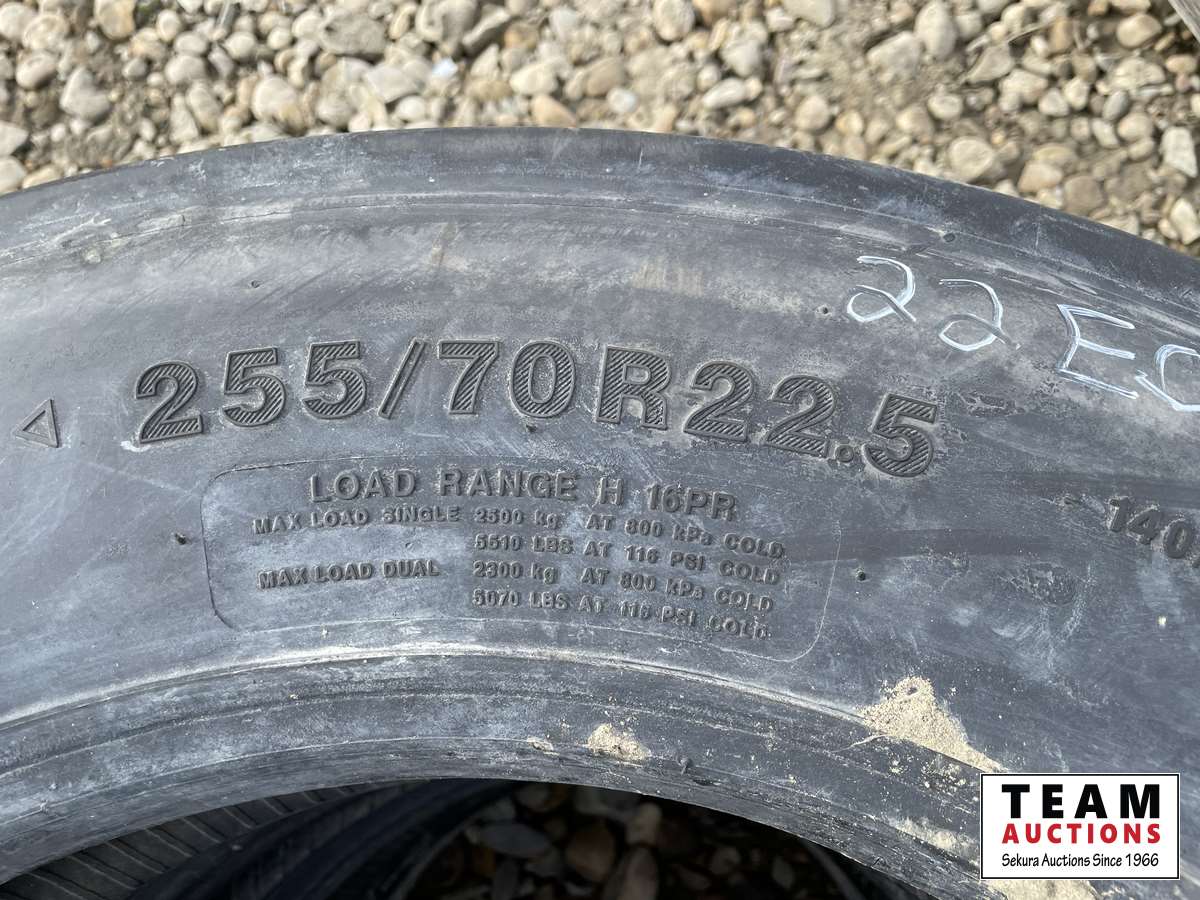 255/70R22.5
22E
LOAD RANGE H 16PR
MAX LOAD SINGLE 2500 kg AT 800 kPa COLD
5510 LBS AT 116 PSI COLD
MAX LOAD DUAL 2300 kg AT 800 kPa COLD
5070 LBS AT 116 PSI COLD
140
TEAM
AUCTIONS
Sekura Auctions Since 1966